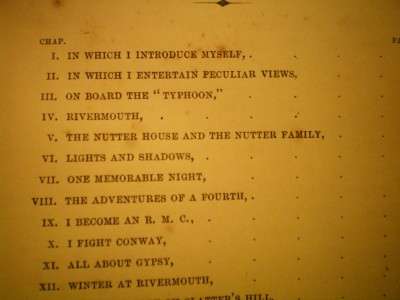 CHAP.
I. IN WHICH I INTRODUCE MYSELF, . .
II. IN WHICH I ENTERTAIN PECULIAR VIEWS,
III. ON BOARD THE "TYPHOON," . . .
IV. RIVERMOUTH, . . . . .
V. THE NUTTER HOUSE AND THE NUTTER FAMILY, . .
VI. LIGHTS AND SHADOWS, . . . . .
VII. ONE MEMORABLE NIGHT, . . . .
VIII. THE ADVENTURES OF A FOURTH, . . . .
IX. I BECOME AN R. M. C., . . . . .
X. I FIGHT CONWAY, . . . . .
XI. ALL ABOUT GYPSY, . . . . .
XII. WINTER AT RIVERMOUTH, . . . .
SLATTER'S HILL, . . .